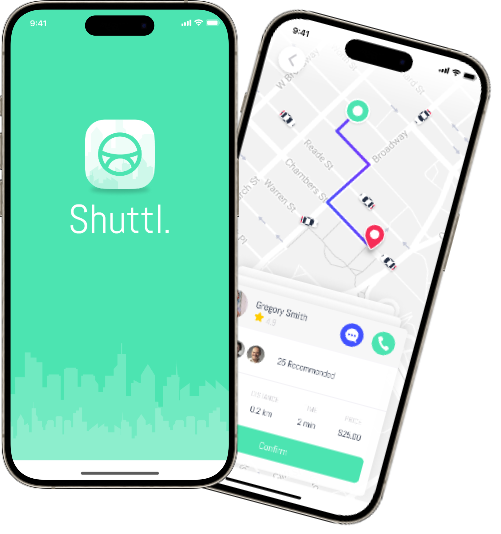 9:41
Shuttl.
9:41
W Broadway
Broadway
Reade St
Chambers St
Warren St
Gregory Smith
4.9
25 Recommended
DISTANCE
TIME
PRICE
0.2 km
2 min
$25.00
Confirm